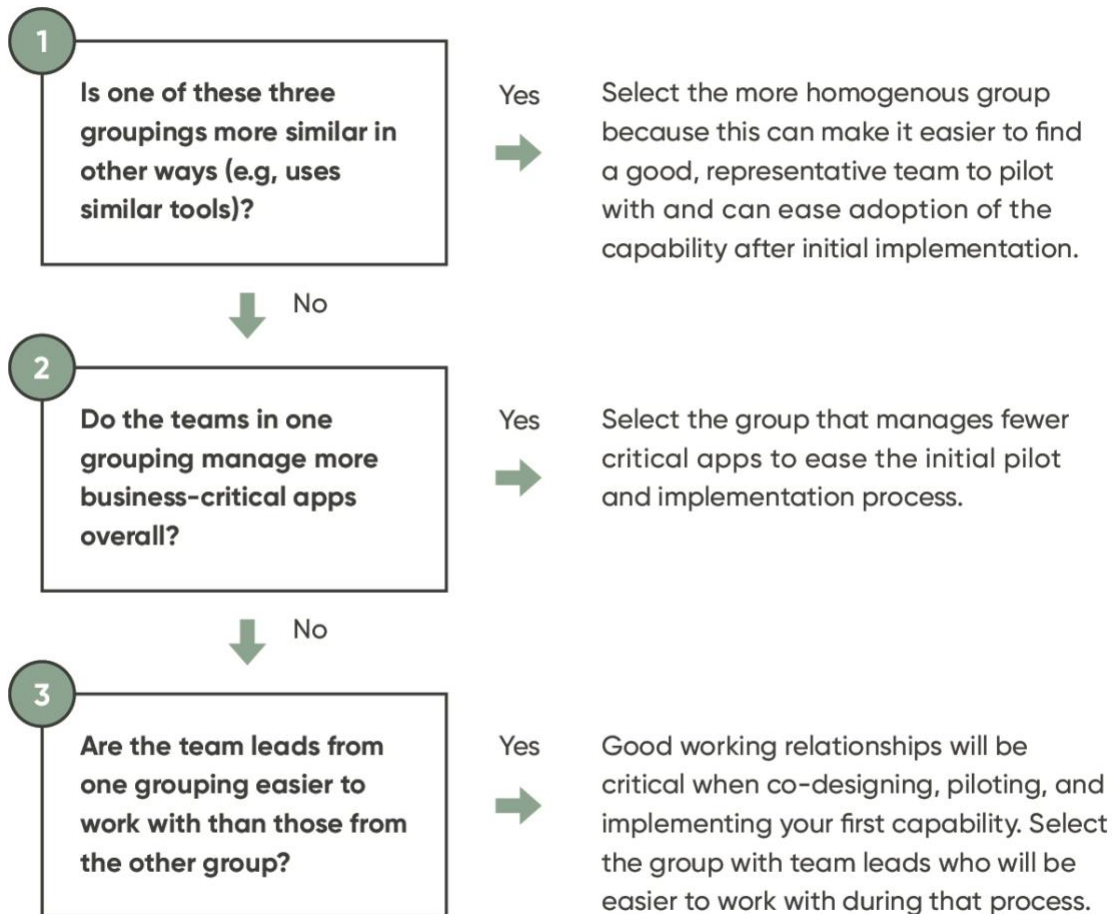 1
Is one of these three
groupings more similar in
other ways (e.g, uses
similar tools)?
Yes
Select the more homogenous group
because this can make it easier to find
a good, representative team to pilot
with and can ease adoption of the
capability after initial implementation.
No
2
Do the teams in one
grouping manage more
business-critical apps
overall?
Yes
Select the group that manages fewer
critical apps to ease the initial pilot
and implementation process.
No
3
Are the team leads from
one grouping easier to
work with than those from
the other group?
Yes
Good working relationships will be
critical when co-designing, piloting, and
implementing your first capability. Select
the group with team leads who will be
easier to work with during that process.